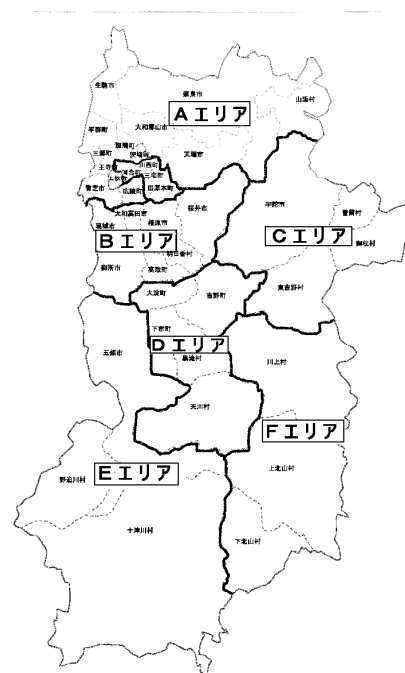 生駒市
奈良市
山添村
Aエリア
平群町
大和郡山市
斑鳩町
安堵町
天理市
三郷町
川西町
王寺町
河合町
三宅町
上牧町
香芝市
広陵町
田原本町
大和高田市
桜井市
宇陀市
曽爾村
葛城市
橿原市
Bエリア
Cエリア
御杖村
明日香村
御所市
高取町
大淀町
吉野町
東吉野村
下市町
Dエリア
五條市
黒滝村
川上村
天川村
Fエリア
Eエリア
上北山村
野迫川村
十津川村
下北山村